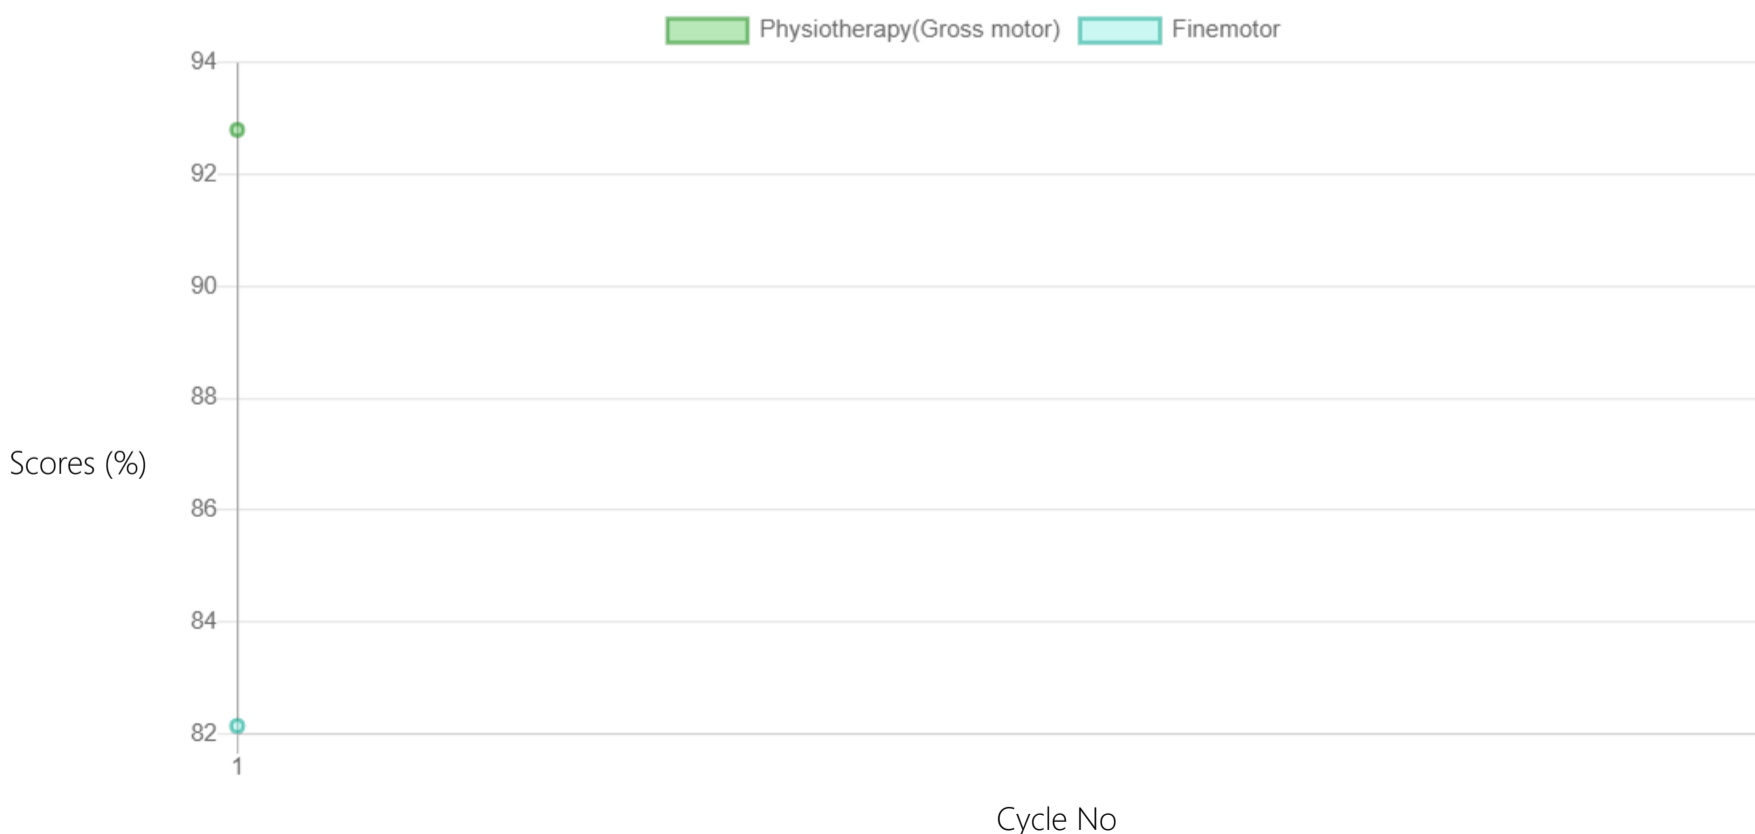 Physiotherapy(Gross motor) Finemotor
94
92
90
88
Scores (%)
86
84
82
1
Cycle No